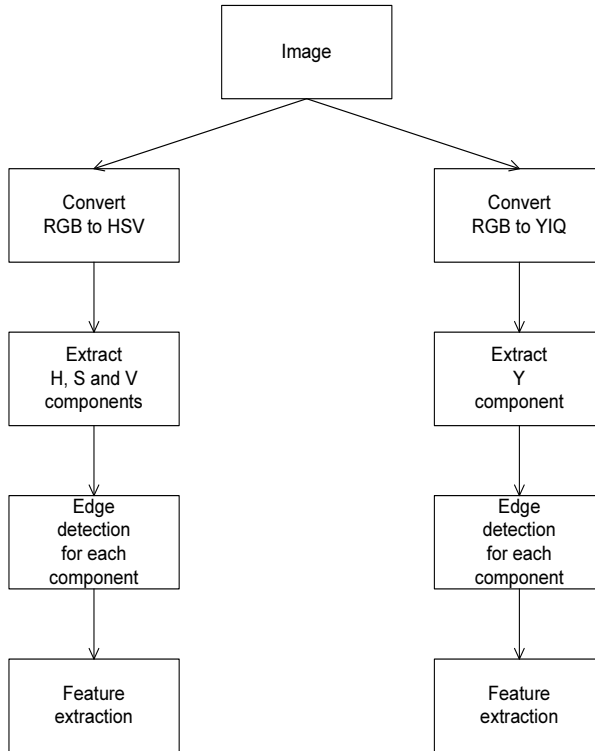 Image
Convert
RGB to HSV
Convert
RGB to YIQ
Extract
H, S and V
components
Extract
Y
component
Edge
detection
for each
component
Edge
detection
for each
component
Feature
extraction
Feature
extraction